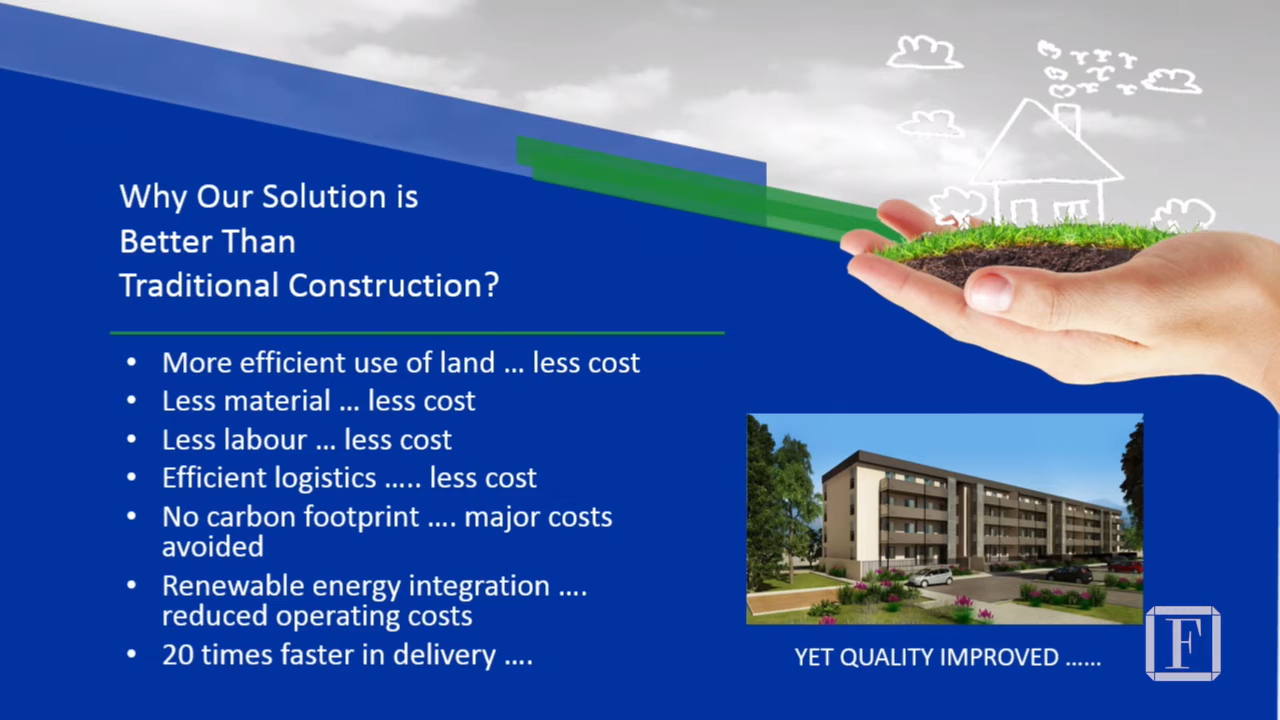 Why Our Solution is
Better Than
Traditional Construction?
• More efficient use of land ... less cost
• Less material ... less cost
• Less labour ... less cost
• Efficient logistics ..... less cost
• No carbon footprint .... major costs
avoided
• Renewable energy integration ....
reduced operating costs
• 20 times faster in delivery ....
YET QUALITY IMPROVED ......
F